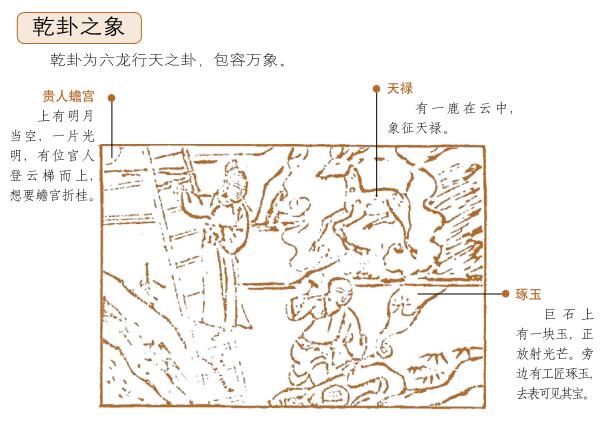 乾卦之象
乾卦为六龙行天之卦，包容万象。
贵人蟾宫
上有明月
当空，一片光
明，有位官人
登云梯而上，
想要蟾宫折桂。
天禄
有一鹿在云中，
象征天禄。
琢玉
巨石上
有一块玉，正
放射光芒。旁
边有工匠琢玉，
去表可见其宝。